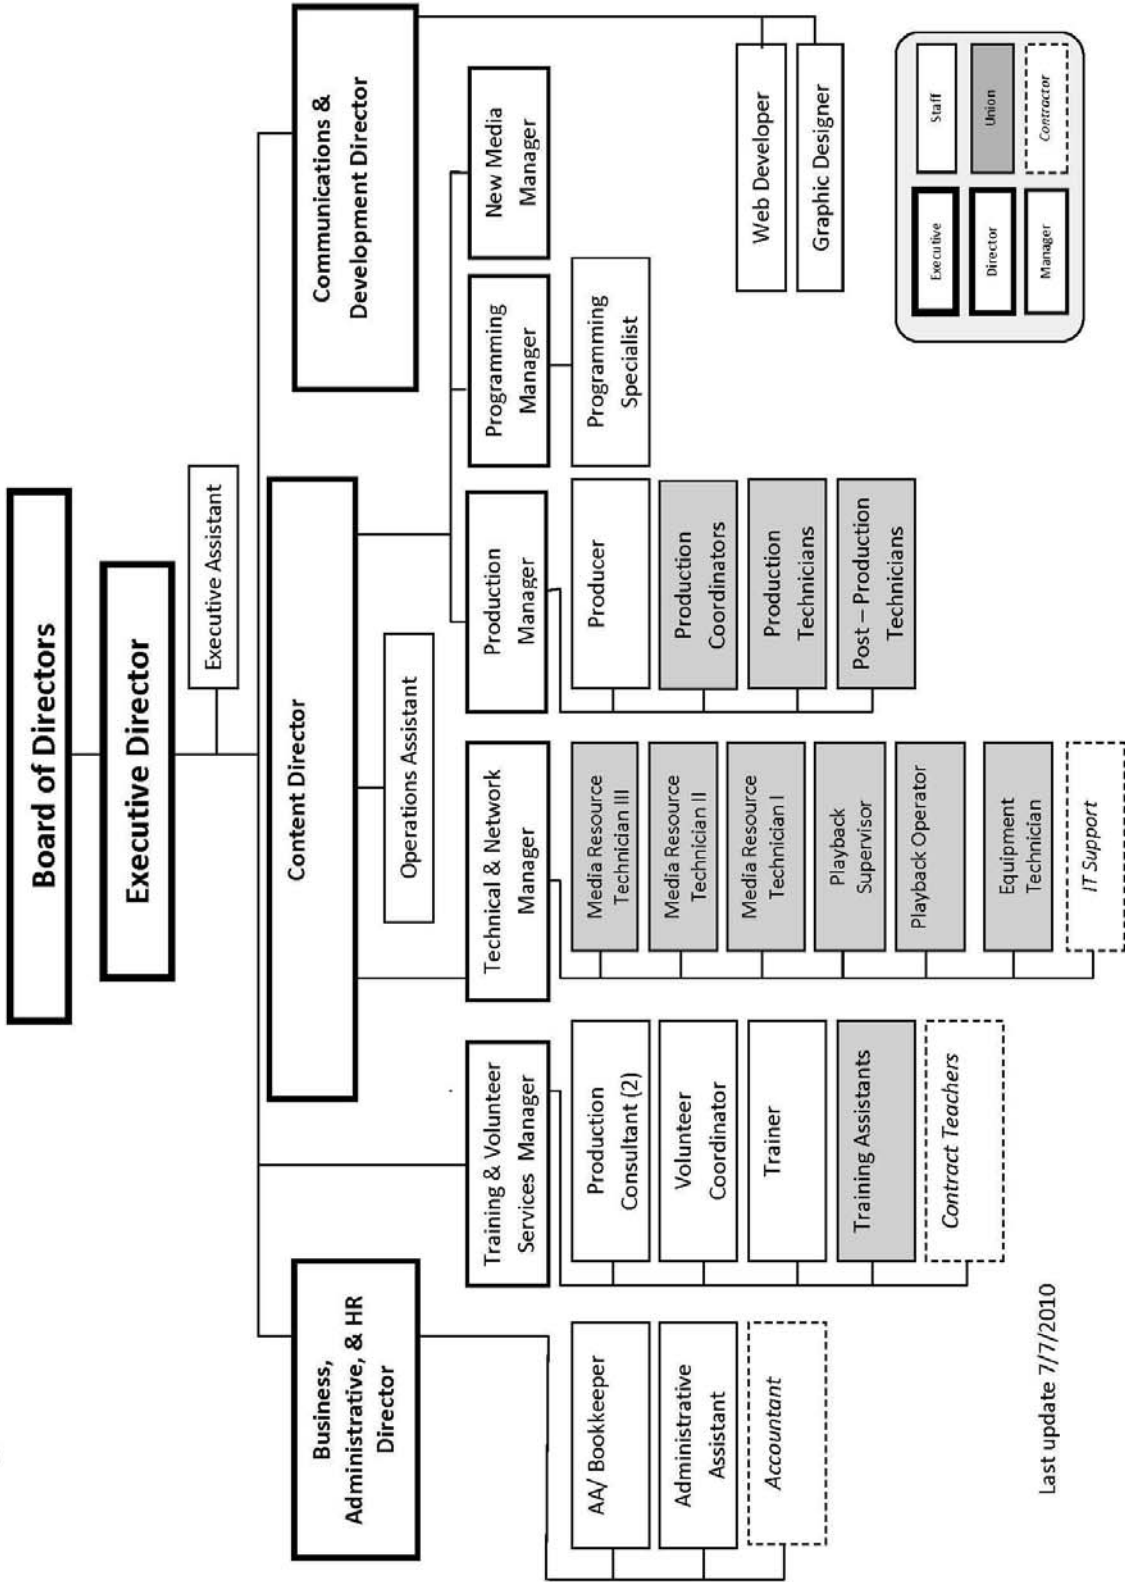 Board of Directors
Executive Director
Executive Assistant
Business,
Administrative, & HR
Director
Content Director
Communications &
Development Director
Operations Assistant
Training & Volunteer
Services Manager
Technical & Network
Manager
Production
Manager
Programming
Manager
New Media
Manager
AA/ Bookkeeper
Administrative
Assistant
Accountant
Production
Consultant (2)
Volunteer
Coordinator
Trainer
Training Assistants
Contract Teachers
Media Resource
Technician III
Media Resource
Technician II
Media Resource
Technician I
Playback
Supervisor
Playback Operator
Equipment
Technician
IT Support
Producer
Production
Coordinators
Production
Technicians
Post – Production
Technicians
Programming
Specialist
Web Developer
Graphic Designer
Executive
Staff
Director
Union
Manager
Contractor
Last update 7/7/2010